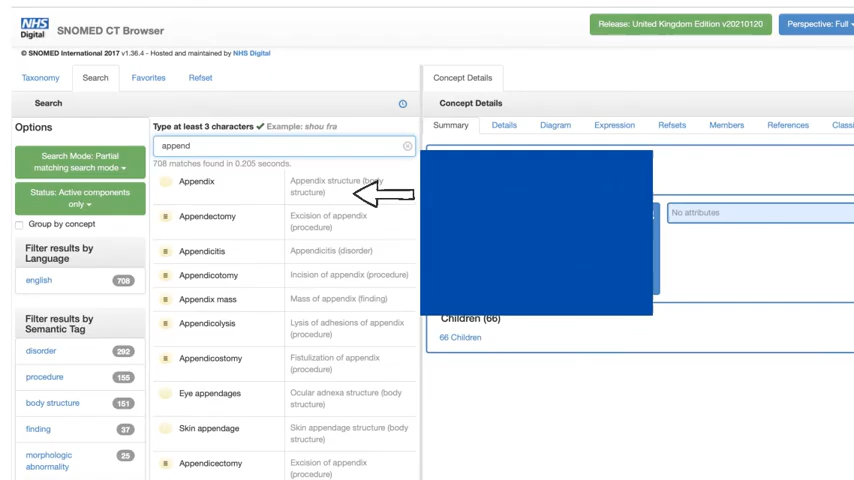 NHS
Digital
SNOMED CT Browser
Release: United Kingdom Edition v20210120
Perspective: Full
© SNOMED International 2017 v1.36.4 - Hosted and maintained by NHS Digital
Taxonomy
Search
Favorites
Refset
Concept Details
Search
Concept Details
Options
Type at least 3 characters ✔ Example: shou fra
Summary
Details
Diagram
Expression
Refsets
Members
References
append
708 matches found in 0.205 seconds.
Search Mode: Partial
matching search mode
Status: Active components
only
Group by concept
Filter results by
Language
english 708
Filter results by
Semantic Tag
disorder 292
procedure 155
body structure 151
finding 37
morphologic
abnormality
25
Appendix
Appendix structure (body
structure)
Appendectomy
Excision of appendix
(procedure)
Appendicitis
Appendicitis (disorder)
Appendicotomy
Incision of appendix (procedure)
Appendix mass
Mass of appendix (finding)
Appendicolysis
Lysis of adhesions of appendix
(procedure)
Appendicostomy
Fistulization of appendix
(procedure)
Eye appendages
Ocular adnexa structure (body
structure)
Skin appendage
Skin appendage structure (body
structure)
Appendicectomy
Excision of appendix
(procedure)
No attributes
Children (66)
66 Children